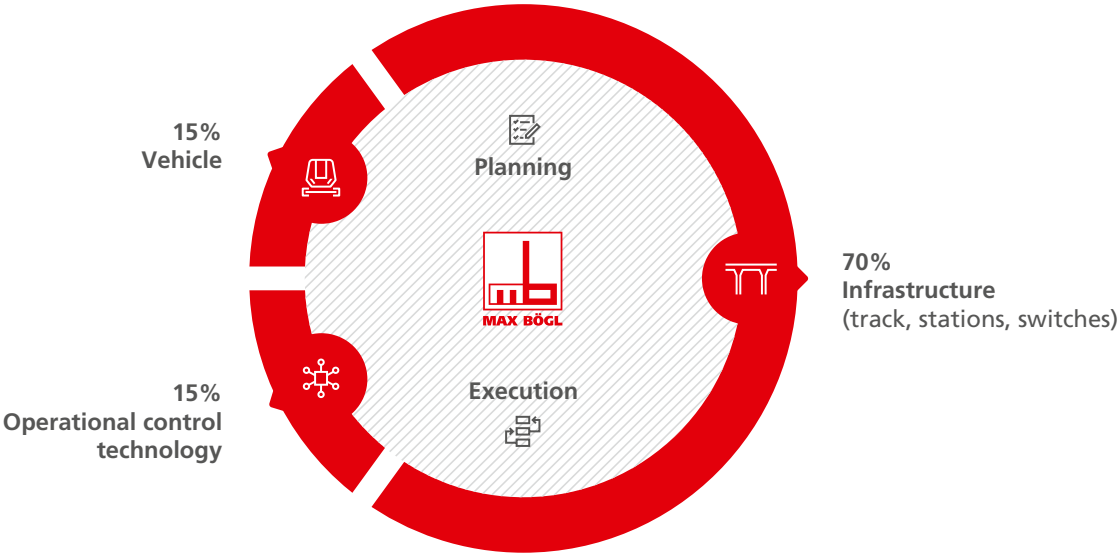 15%
Vehicle
Planning
MAX BÖGL
70%
Infrastructure
(track, stations, switches)
Execution
15%
Operational control
technology